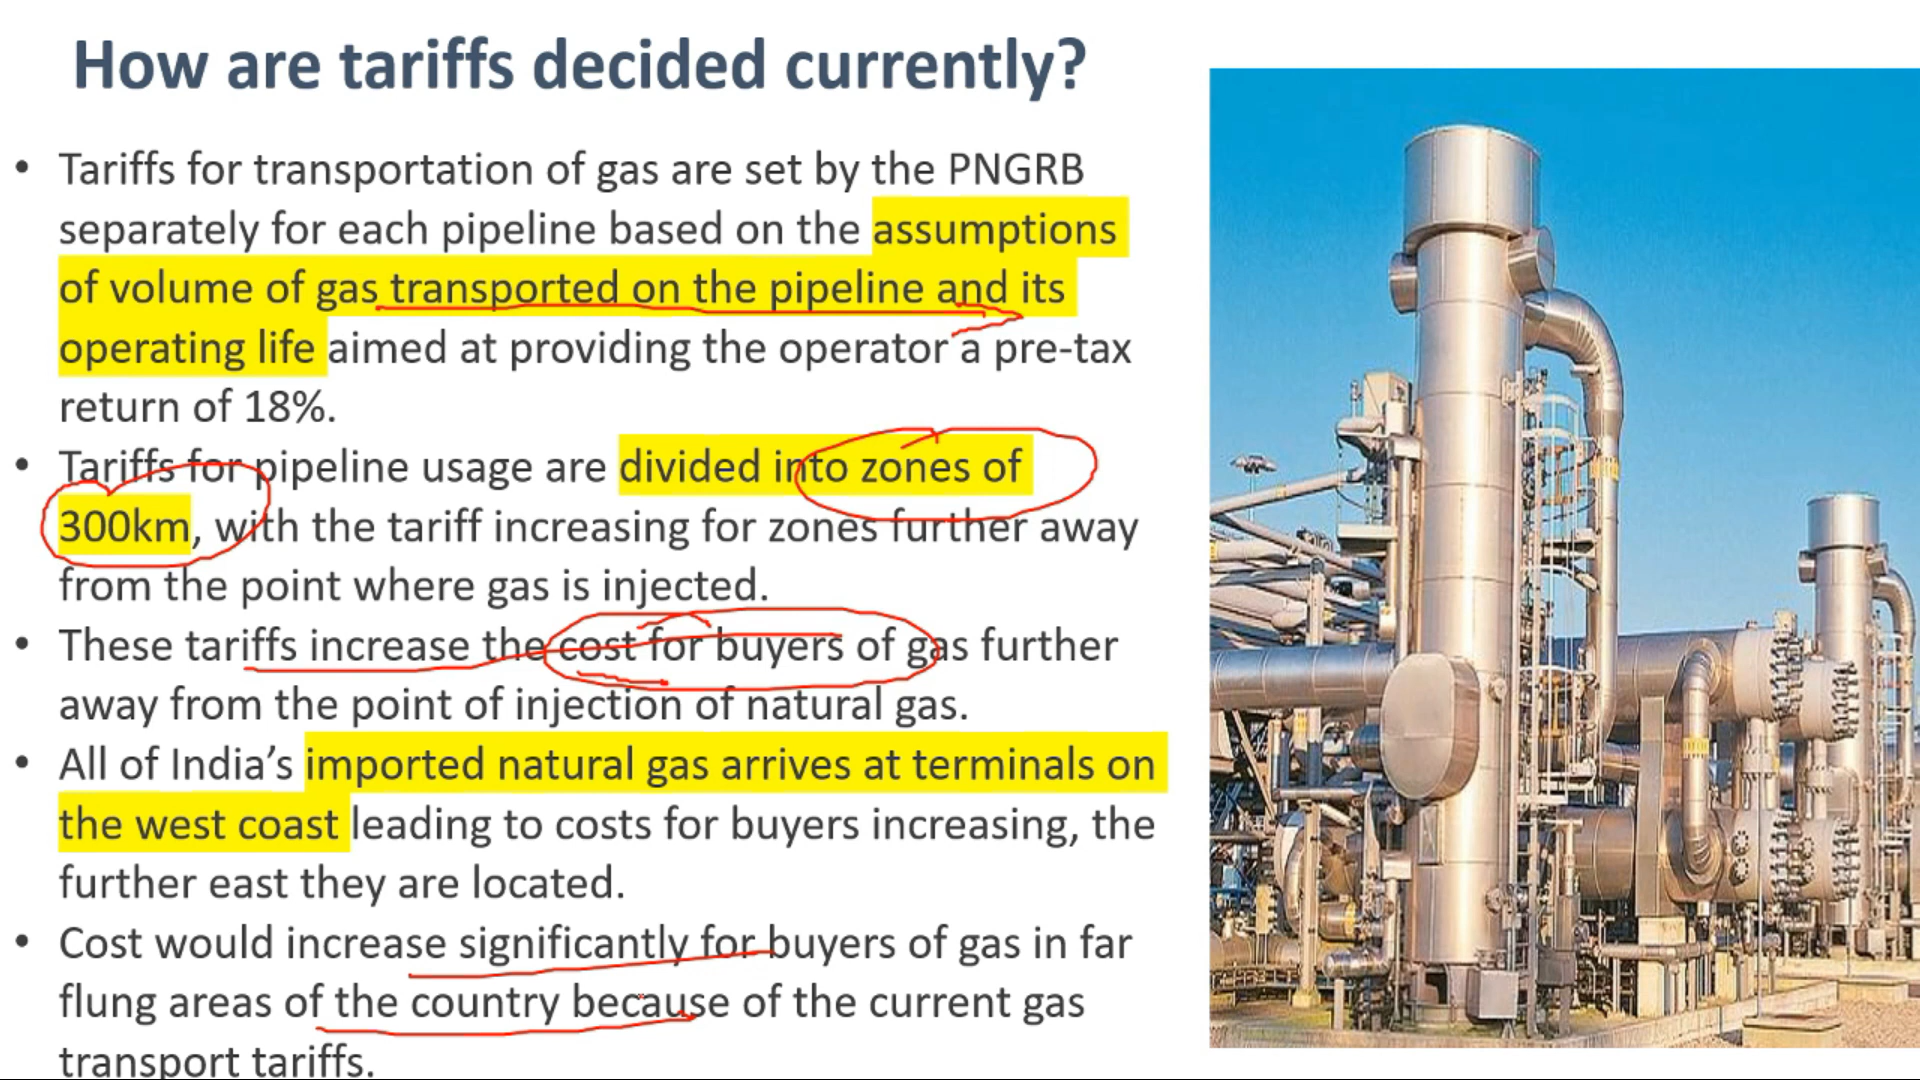 How are tariffs decided currently?
• Tariffs for transportation of gas are set by the PNGRB
separately for each pipeline based on the assumptions
of volume of gas transported on the pipeline and its
operating life aimed at providing the operator a pre-tax
return of 18%.
• Tariffs for pipeline usage are divided into zones of
300km, with the tariff increasing for zones further away
from the point where gas is injected.
• These tariffs increase the cost for buyers of gas further
away from the point of injection of natural gas.
• All of India’s imported natural gas arrives at terminals on
the west coast leading to costs for buyers increasing, the
further east they are located.
• Cost would increase significantly for buyers of gas in far
flung areas of the country because of the current gas
transport tariffs.